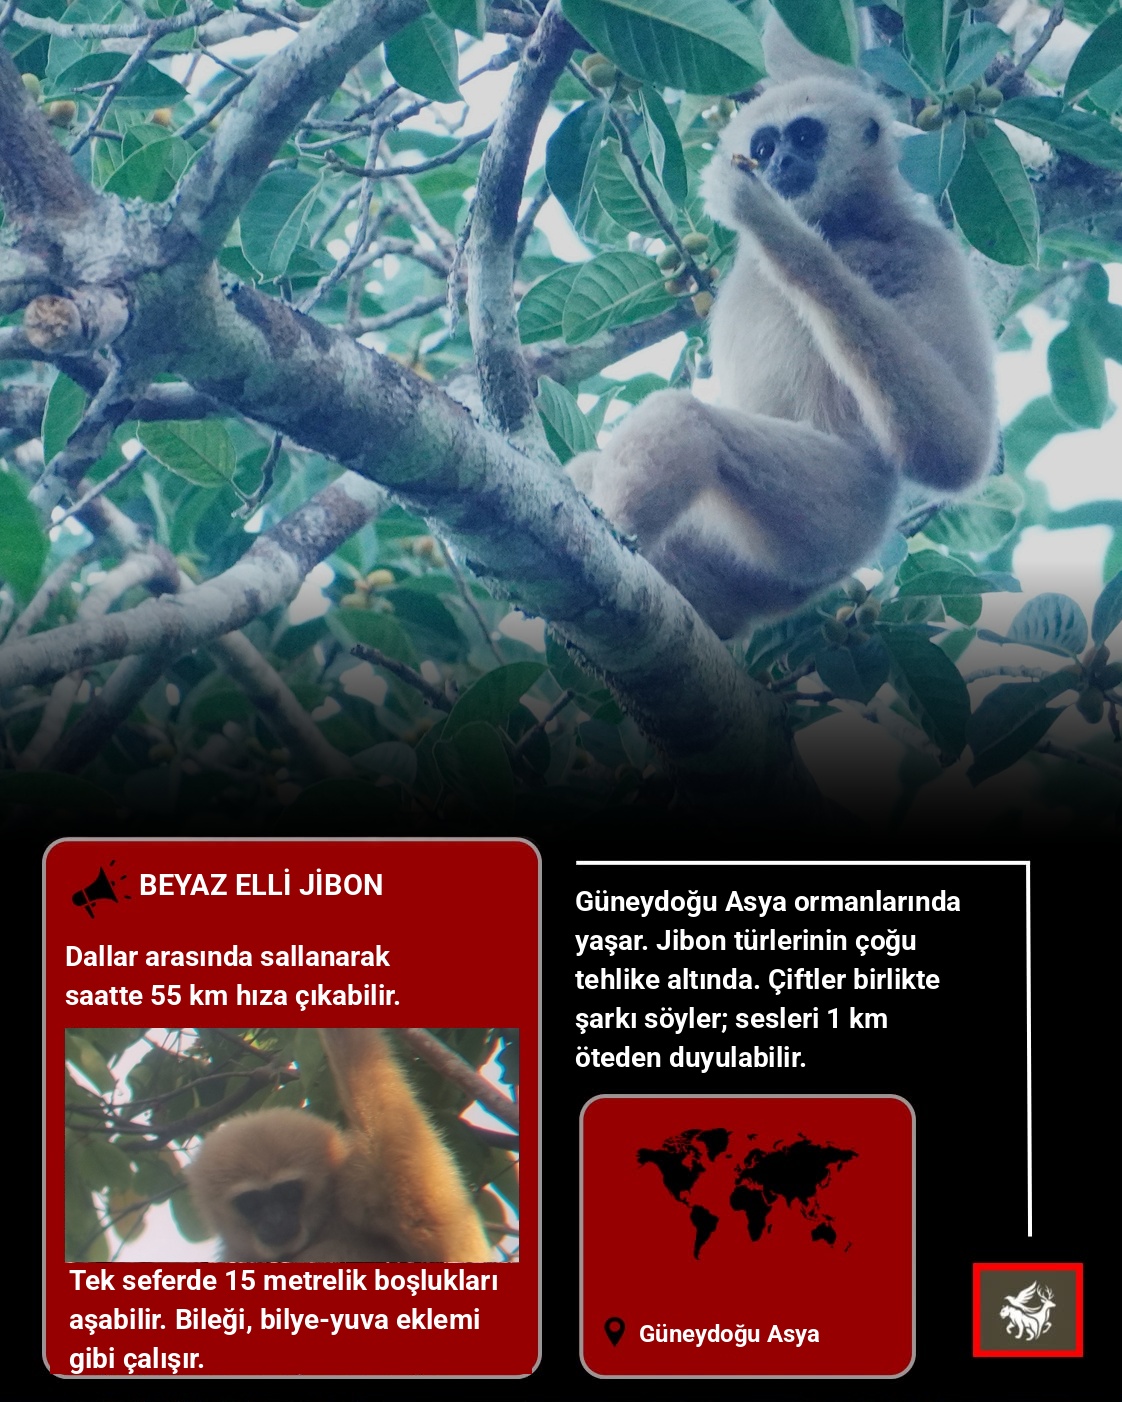 BEYAZ ELLİ JİBON
Dallar arasında sallanarak
saatte 55 km hıza çıkabilir.
Tek seferde 15 metrelik boşlukları
aşabilir. Bileği, bilye-yuva eklemi
gibi çalışır.
Güneydoğu Asya ormanlarında
yaşar. Jibon türlerinin çoğu
tehlike altında. Çiftler birlikte
şarkı söyler; sesleri 1 km
öteden duyulabilir.
Güneydoğu Asya